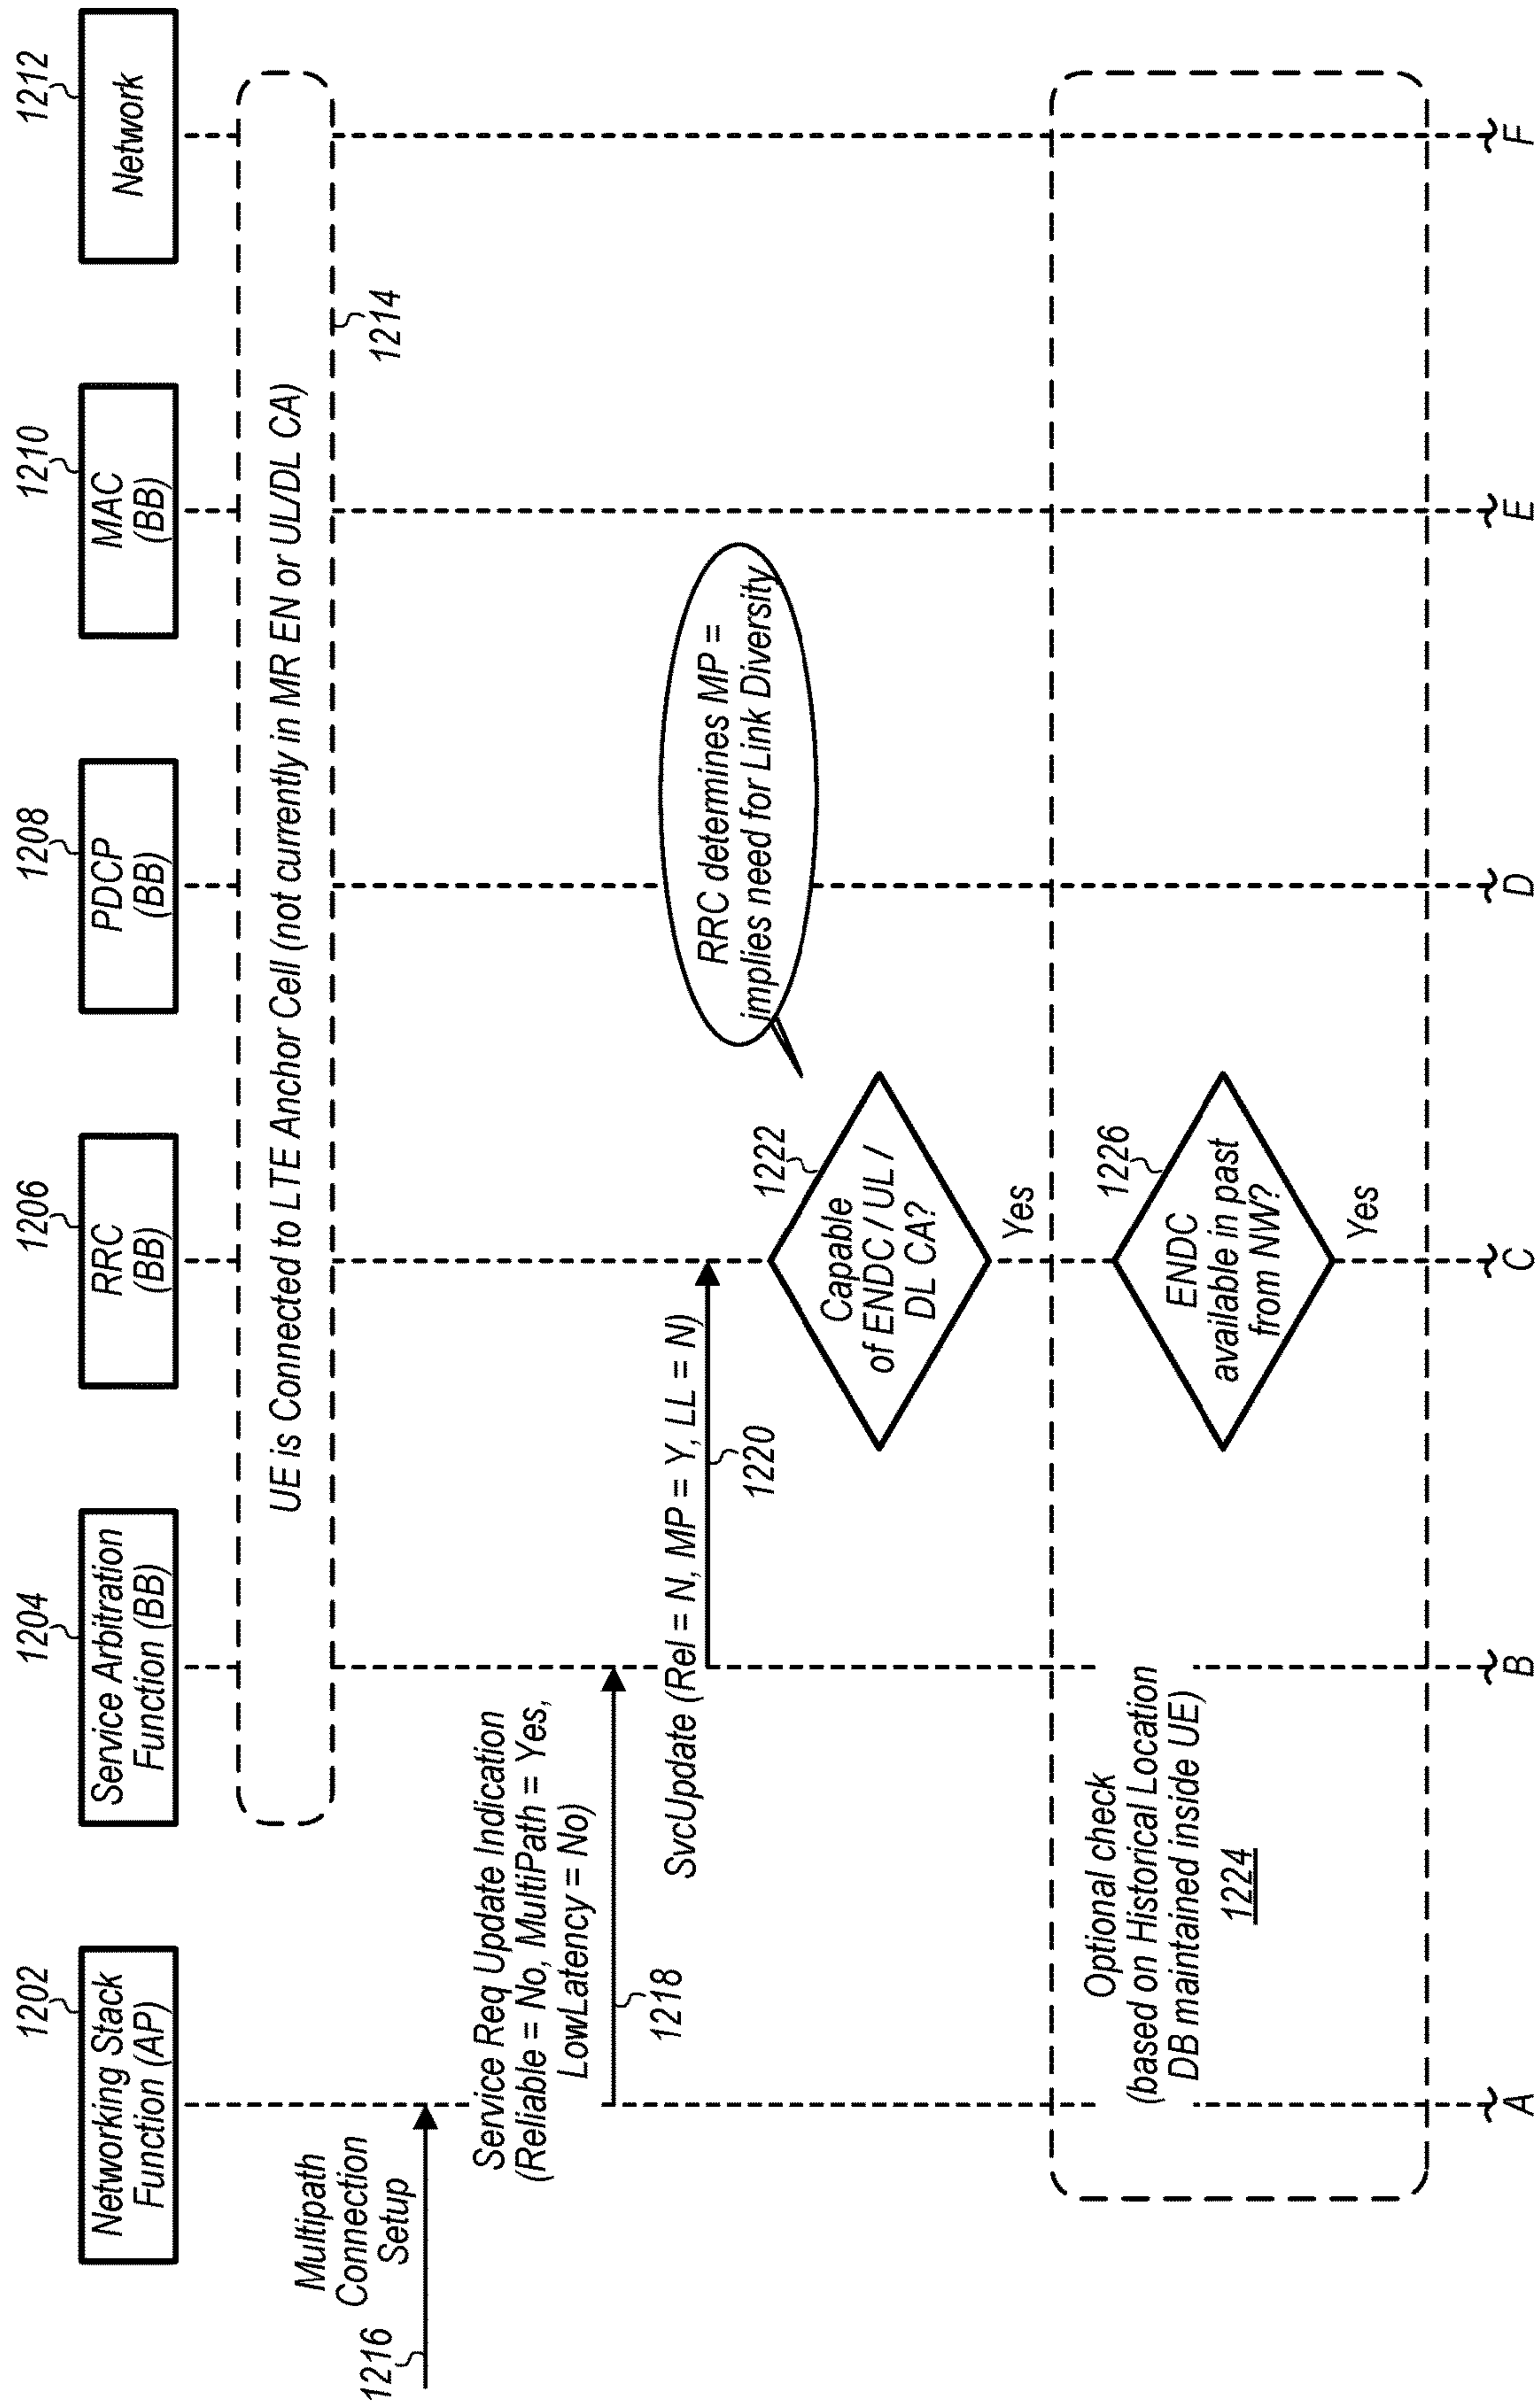 1202
Networking Stack
Function (AP)
1204
Service Arbitration
Function (BB)
1206
RRC
(BB)
1208
PDCP
(BB)
1210
MAC
(BB)
1212
Network
UE is Connected to LTE Anchor Cell (not currently in MR EN or UL/DL CA)
1214
Multipath
Connection
Setup
1216
Service Req Update Indication
(Reliable = No, MultiPath = Yes,
LowLatency = No)
1218
SvcUpdate (Rel = N, MP = Y, LL = N)
1220
RRC determines MP =
implies need for Link Diversity
1222
Capable
of ENDC / UL /
DL CA?
Yes
Optional check
(based on Historical Location
DB maintained inside UE)
1224
1226
ENDC
available in past
from NW?
Yes
A
B
C
D
E
F